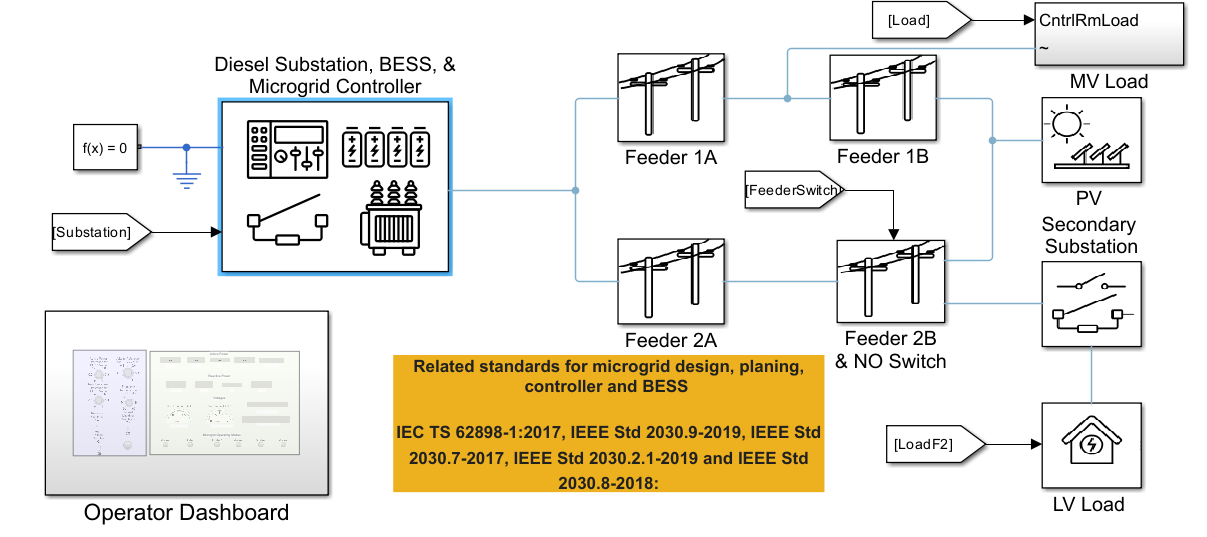 [Load]
CntrlRmLoad
~
MV Load
Diesel Substation, BESS, &
Microgrid Controller
f(x) = 0
[Substation]
Feeder 1A
Feeder 1B
PV
[FeederSwitch]
Secondary
Substation
Feeder 2A
Feeder 2B
& NO Switch
Related standards for microgrid design, planing,
controller and BESS
IEC TS 62898-1:2017, IEEE Std 2030.9-2019, IEEE Std
2030.7-2017, IEEE Std 2030.2.1-2019 and IEEE Std
2030.8-2018:
[LoadF2]
LV Load
Operator Dashboard